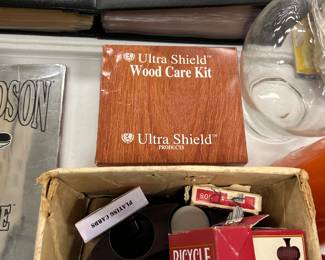 Ultra Shield™
Wood Care Kit
Ultra Shield™
PRODUCTS
DSON
E
PLAYING CARDS
BICYCLE